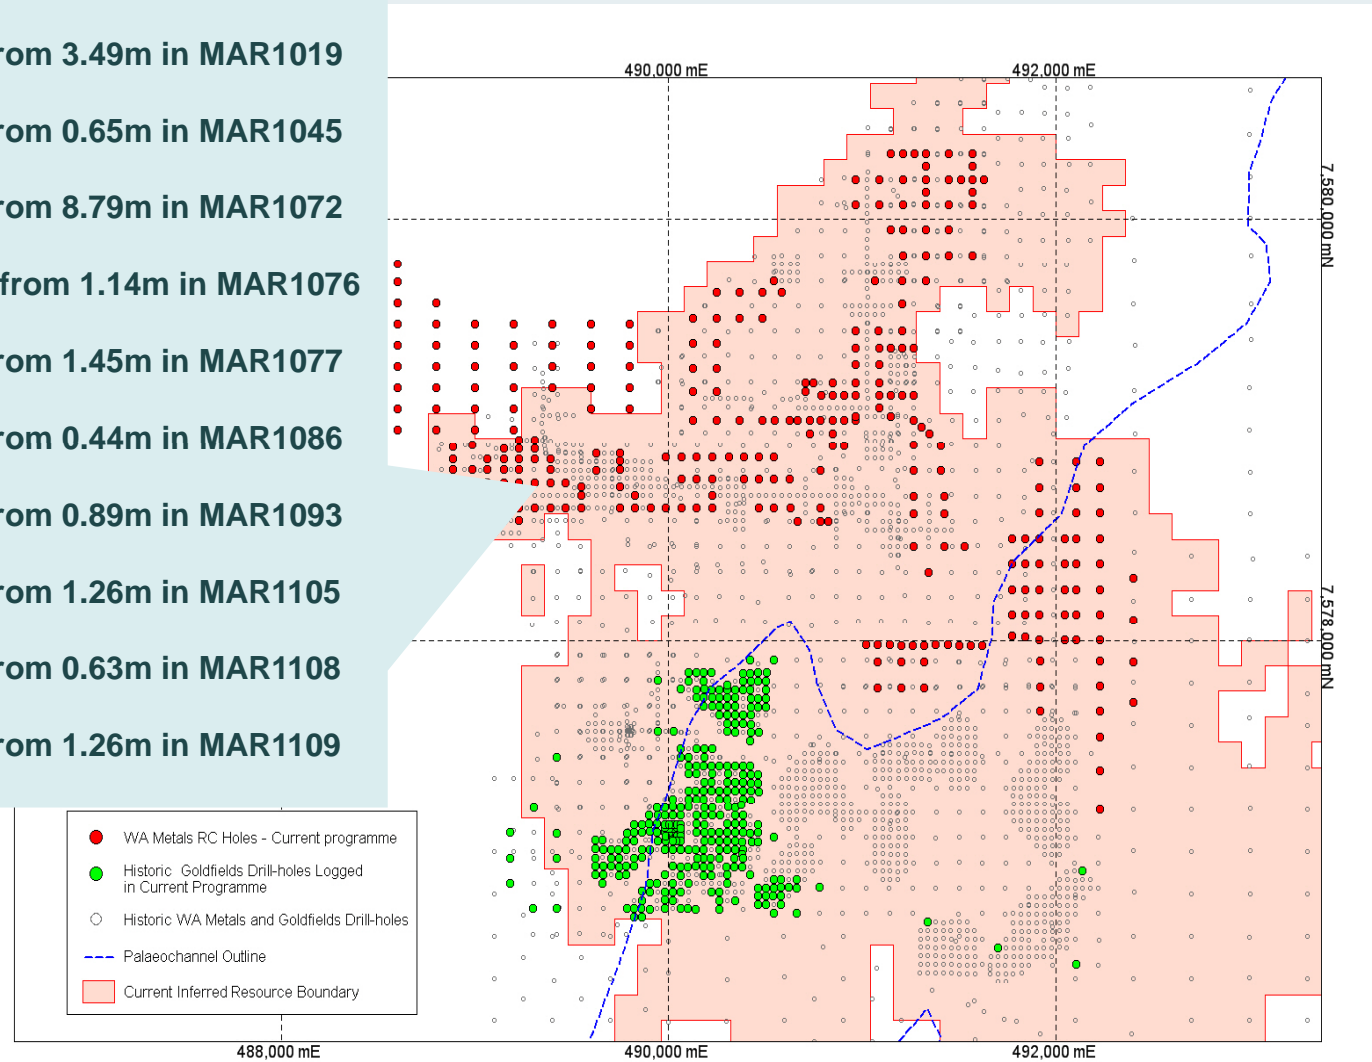 rom 3.49m in MAR1019
rom 0.65m in MAR1045
rom 8.79m in MAR1072
from 1.14m in MAR1076
rom 1.45m in MAR1077
rom 0.44m in MAR1086
rom 0.89m in MAR1093
rom 1.26m in MAR1105
rom 0.63m in MAR1108
rom 1.26m in MAR1109
490,000 mE
492,000 mE
7,580,000 mN
7,578,000 mN
WA Metals RC Holes - Current programme
Historic Goldfields Drill-holes Logged
in Current Programme
Historic WA Metals and Goldfields Drill-holes
Palaeochannel Outline
Current Inferred Resource Boundary
488,000 mE
490,000 mE
492,000 mE